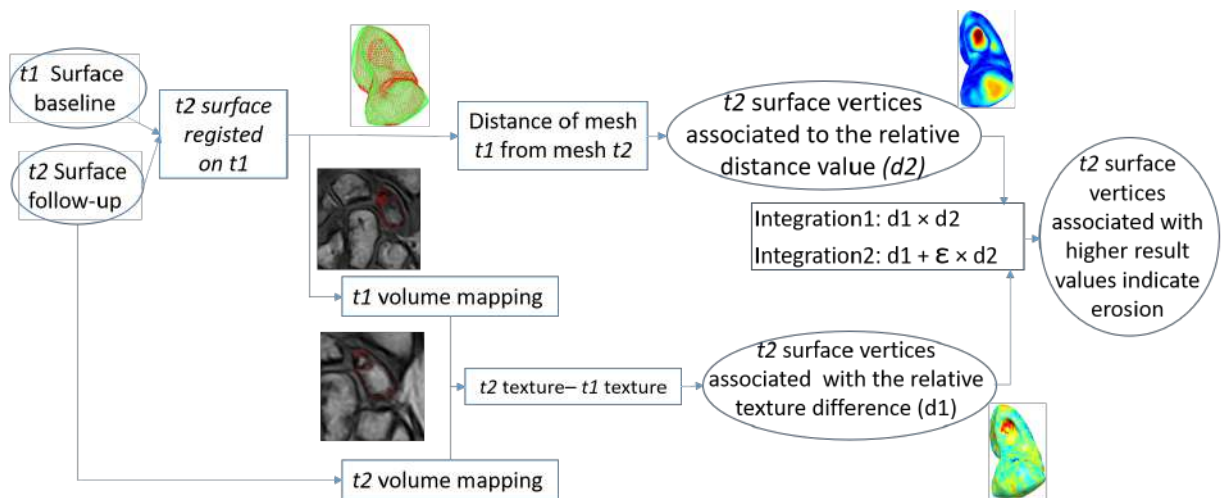 t1 Surface
baseline
t2 Surface
follow-up
t2 surface
registed
on t1
Distance of mesh
t1 from mesh t2
t2 surface vertices
associated to the relative
distance value (d2)
Integration1: d1 × d2
Integration2: d1 + ε × d2
t2 surface
vertices
associated with
higher result
values indicate
erosion
t1 volume mapping
t2 texture– t1 texture
t2 surface vertices
associated with the relative
texture difference (d1)
t2 volume mapping